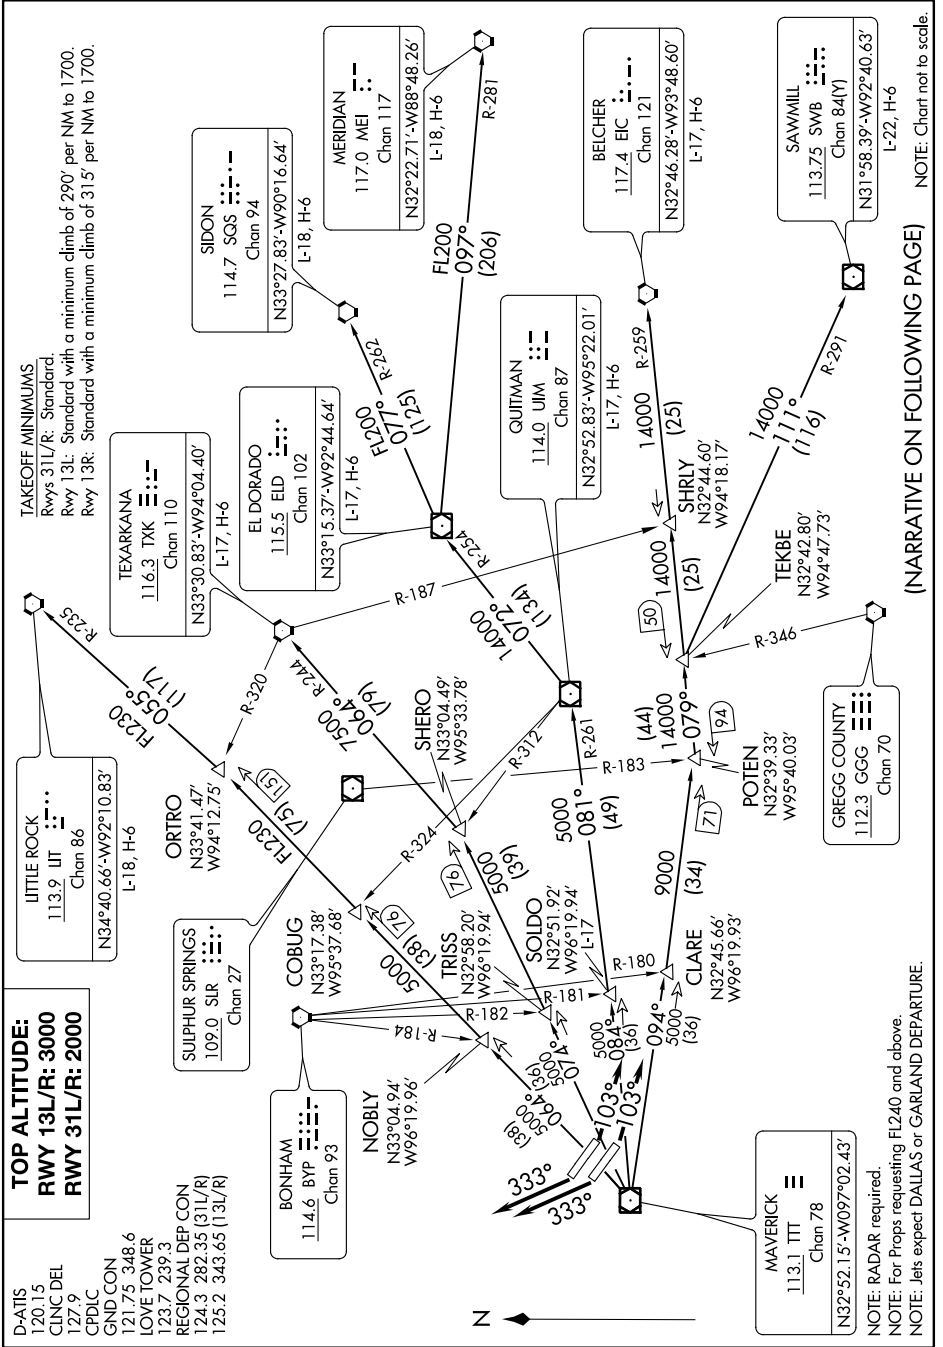 TOP ALTITUDE:
RWY 13L/R: 3000
RWY 31L/R: 2000
D-ATIS
120.15
CLNC DEL
127.9
CPDLC
GND CON
121.75 348.6
LOVE TOWER
123.7 239.3
REGIONAL DEP CON
124.3 282.35 (31L/R)
125.2 343.65 (13L/R)
TAKEOFF MINIMUMS
Rwys 31L/R: Standard.
Rwy 13L: Standard with a minimum climb of 290' per NM to 1700.
Rwy 13R: Standard with a minimum climb of 315' per NM to 1700.
LITTLE ROCK
113.9 LIT
Chan 86
N34°40.66'-W92°10.83'
L-18, H-6
TEXARKANA
116.3 TXK
Chan 110
N33°30.83'-W94°04.40'
L-17, H-6
SIDON
114.7 SQS
Chan 94
N33°27.83'-W90°16.64'
L-18, H-6
MERIDIAN
117.0 MEI
Chan 117
N32°22.71'-W88°48.26'
L-18, H-6
EL DORADO
115.5 ELD
Chan 102
N33°15.37'-W92°44.64'
L-17, H-6
SULPHUR SPRINGS
109.0 SLR
Chan 27
BONHAM
114.6 BYP
Chan 93
QUITMAN
114.0 UIM
Chan 87
N32°52.83'-W95°22.01'
L-17, H-6
BELCHER
117.4 EIC
Chan 121
N32°46.28'-W93°48.60'
L-17, H-6
SAWMILL
113.75 SWB
Chan 84(Y)
N31°58.39'-W92°40.63'
L-22, H-6
GREGG COUNTY
112.3 GGG
Chan 70
MAVERICK
113.1 TTT
Chan 78
N32°52.15'-W097°02.43'
ORTRO
N33°41.47'
W94°12.75'
COBUG
N33°17.38'
W95°37.68'
NOBLY
N33°04.94'
W96°19.96'
TRISS
N32°58.20'
W96°19.94'
SHERO
N33°04.49'
W95°33.78'
SOLDO
N32°51.92'
W96°19.94'
L-17
CLARE
N32°45.66'
W96°19.93'
POTEN
N32°39.33'
W95°40.03'
TEKBE
N32°42.80'
W94°47.73'
SHRLY
N32°44.60'
W94°18.17'
R-235
FL230
055°
(117)
R-320
151
FL230
(75)
76
5000
(38)
R-324
R-244
7500
064°
(79)
R-312
76
5000
(39)
R-184
R-182
R-181
R-180
R-183
R-187
R-262
FL200
077°
(125)
R-281
FL200
097°
(206)
R-254
14000
072°
(134)
R-261
5000
081°
(49)
5000
064°
(38)
5000
074°
(36)
5000
084°
(36)
094°
5000
(36)
9000
(34)
71
94
(44)
14000
079°
50
R-346
14000
(25)
R-259
14000
(25)
R-291
14000
111°
(116)
333°
333°
103°
103°
N
NOTE: RADAR required.
NOTE: For Props requesting FL240 and above.
NOTE: Jets expect DALLAS or GARLAND DEPARTURE.
(NARRATIVE ON FOLLOWING PAGE)
NOTE: Chart not to scale.